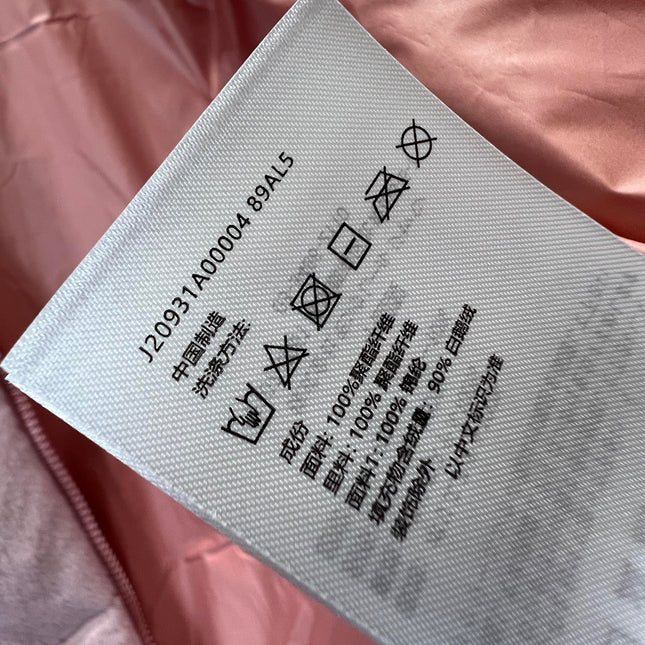 J20931A00004 89AL5
中国制造
洗涤方法:
成份
面料: 100%聚酯纤维
里料: 100% 聚酯纤维
面料1: 100% 锦纶
填充物含绒量: 90% 白鹅绒
装饰除外
以中文标识为准